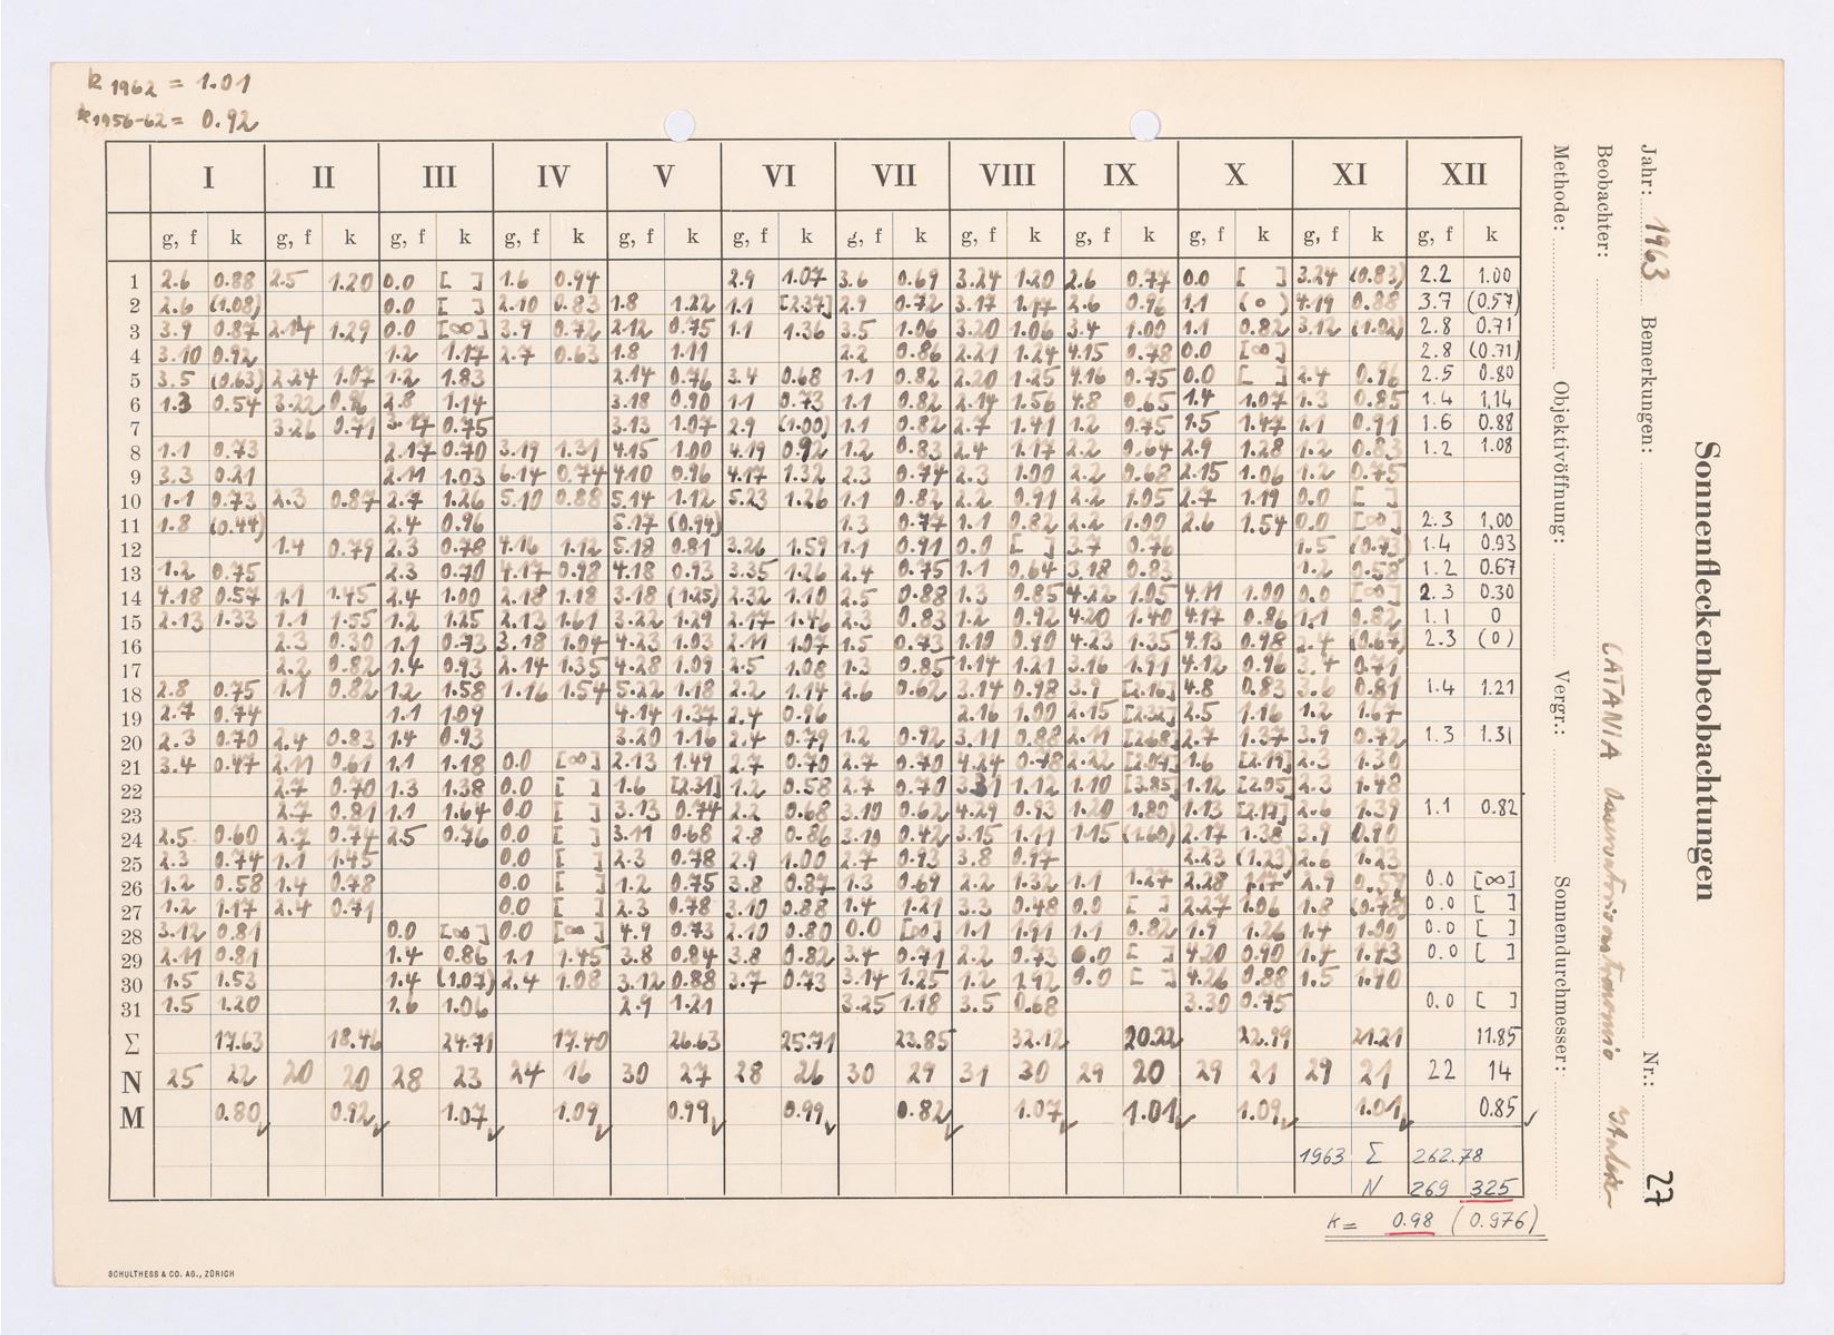 k 1962 = 1.01
k 1956-62 = 0.92
I II III IV V VI VII VIII IX X XI XII
g, f k g, f k g, f k g, f k g, f k g, f k g, f k g, f k g, f k g, f k g, f k g, f k
1 2.6 0.88 2.5 1.20 0.0 [ ] 1.6 0.94 2.9 1.07 3.6 0.69 3.24 1.20 2.6 0.77 0.0 [ ] 3.24 (0.83) 2.2 1.00
2 2.6 (1.08) 0.0 [ ] 2.10 0.83 1.8 1.22 1.1 [2.37] 2.9 0.72 3.17 1.17 2.6 0.96 1.1 (0) 4.19 0.88 3.7 (0.57)
3 3.9 0.87 2.14 1.29 0.0 [∞] 3.9 0.72 2.12 0.75 1.1 1.36 3.5 1.06 3.20 1.06 3.4 1.00 1.1 0.82 3.12 (1.02) 2.8 0.71
4 3.10 0.92 1.2 1.17 2.7 0.63 1.8 1.11 2.2 0.86 2.21 1.24 4.15 0.78 0.0 [∞] 2.8 (0.71)
5 3.5 (0.63) 2.24 1.07 1.2 1.83 2.14 0.76 3.4 0.68 1.1 0.82 2.20 1.25 4.16 0.75 0.0 [ ] 2.4 0.96 2.5 0.80
6 1.3 0.54 3.22 0.96 2.8 1.14 3.18 0.90 1.1 0.73 1.1 0.82 2.14 1.56 4.8 0.65 1.4 1.07 1.3 0.85 1.4 1.14
7 3.26 0.71 3.17 0.75 3.13 1.07 2.9 (1.00) 1.1 0.82 2.7 1.41 1.2 0.75 1.5 1.47 1.1 0.91 1.6 0.88
8 1.1 0.73 2.17 0.70 3.19 1.31 4.15 1.00 4.19 0.92 1.2 0.83 2.4 1.17 2.2 0.64 2.9 1.28 1.2 0.83 1.2 1.08
9 3.3 0.21 2.11 1.03 6.14 0.74 4.10 0.96 4.17 1.32 2.3 0.74 2.3 1.00 2.2 0.68 2.15 1.06 1.2 0.75
10 1.1 0.73 2.3 0.87 2.7 1.26 5.10 0.88 5.14 1.12 5.23 1.26 1.1 0.82 2.2 0.91 2.2 1.05 2.7 1.19 0.0 [ ]
11 1.8 (0.44) 2.4 0.96 5.17 (0.94) 1.3 0.77 1.1 0.82 2.2 1.00 2.6 1.54 0.0 [∞] 2.3 1.00
12 1.4 0.79 2.3 0.78 4.16 1.12 5.18 0.81 3.26 1.59 1.1 0.91 0.0 [ ] 3.7 0.76 1.5 (0.73) 1.4 0.93
13 1.2 0.75 2.3 0.70 4.17 0.98 4.18 0.93 3.35 1.26 2.4 0.75 1.1 0.64 3.18 0.83 1.2 0.58 1.2 0.67
14 4.18 0.57 1.1 1.45 2.4 1.00 2.18 1.18 3.18 (1.25) 2.32 1.10 2.5 0.88 1.3 0.85 4.22 1.05 4.11 1.00 0.0 [∞] 2.3 0.30
15 2.13 1.33 1.1 1.55 1.2 1.25 2.13 1.61 3.22 1.29 2.17 1.46 2.3 0.83 1.2 0.92 4.20 1.40 4.17 0.86 1.1 0.82 1.1 0
16 2.3 0.30 1.1 0.73 3.18 1.04 4.23 1.03 2.11 1.07 1.5 0.73 1.10 0.90 4.23 1.35 4.13 0.98 2.4 (0.67) 2.3 (0)
17 2.2 0.82 1.4 0.93 2.14 1.35 4.28 1.09 2.5 1.08 1.3 0.85 1.14 1.21 3.16 1.91 4.12 0.96 3.7 0.71
18 2.8 0.75 1.1 0.82 1.2 1.58 1.16 1.54 5.22 1.18 2.2 1.14 2.6 0.62 3.14 0.98 3.9 [2.16] 4.8 0.83 3.6 0.81 1.4 1.21
19 2.7 0.74 1.1 1.09 4.14 1.37 2.4 0.96 2.16 1.00 2.15 [2.32] 2.5 1.16 1.2 1.67
20 2.3 0.70 2.4 0.83 1.4 0.93 3.20 1.16 2.4 0.79 1.2 0.92 3.11 0.88 2.11 [2.68] 2.7 1.37 3.9 0.72 1.3 1.31
21 3.4 0.47 2.11 0.61 1.1 1.18 0.0 [∞] 2.13 1.49 2.7 0.70 2.7 0.70 4.24 0.78 2.22 [2.09] 1.6 [2.19] 2.3 1.30
22 2.7 0.70 1.3 1.38 0.0 [ ] 1.6 [2.31] 1.2 0.58 2.7 0.70 3.31 1.12 1.10 [3.85] 1.12 [2.05] 2.3 1.48
23 2.7 0.81 1.1 1.64 0.0 [ ] 3.13 0.74 2.2 0.68 3.10 0.62 4.29 0.93 1.20 1.80 1.13 [2.17] 2.6 1.39 1.1 0.82
24 2.5 0.60 2.7 0.74 2.5 0.76 0.0 [ ] 3.11 0.68 2.8 0.86 3.19 0.42 3.15 1.11 1.15 (1.60) 2.17 1.38 3.9 0.90
25 2.3 0.74 1.1 1.45 0.0 [ ] 2.3 0.78 2.9 1.00 2.7 0.93 3.8 0.97 2.23 (1.23) 2.6 1.23
26 1.2 0.58 1.4 0.78 0.0 [ ] 1.2 0.75 3.8 0.87 1.3 0.69 2.2 1.32 1.1 1.27 2.28 1.17 2.9 0.57 0.0 [∞]
27 1.2 1.17 2.4 0.71 0.0 [ ] 2.3 0.78 3.10 0.88 1.4 1.21 3.3 0.48 0.0 [ ] 2.27 1.06 1.8 (0.78) 0.0 [ ]
28 3.12 0.81 0.0 [∞] 0.0 [∞] 4.9 0.73 2.10 0.80 0.0 [∞] 1.1 1.91 1.1 0.82 1.9 1.26 1.4 1.00 0.0 [ ]
29 2.11 0.81 1.4 0.86 1.1 1.45 3.8 0.84 3.8 0.82 3.4 0.71 2.2 0.73 0.0 [ ] 4.20 0.90 1.4 1.43 0.0 [ ]
30 1.5 1.53 1.4 (1.07) 2.4 1.08 3.12 0.88 3.7 0.73 3.14 1.25 1.2 1.92 0.0 [ ] 4.26 0.88 1.5 1.40
31 1.5 1.20 1.6 1.06 2.9 1.21 3.25 1.18 3.5 0.68 3.30 0.75 0.0 [ ]
Σ 17.63 18.46 24.71 17.40 26.63 25.71 23.85 32.12 20.22 22.99 21.21 11.85
N 25 22 20 20 28 23 24 16 30 27 28 26 30 29 31 30 29 20 29 21 29 21 22 14
M 0.80 0.92 1.07 1.09 0.99 0.99 0.82 1.07 1.01 1.09 1.01 0.85
1963 Σ 262.78
N 269 325
k = 0.98 (0.976)
SCHULTHESS & CO. AG., ZÜRICH
Sonnenfleckenbeobachtungen
Jahr: 1963 Bemerkungen: Nr.: 27
Beobachter: CATANIA
Methode: Objektivöffnung: Vergr.: Sonnendurchmesser: